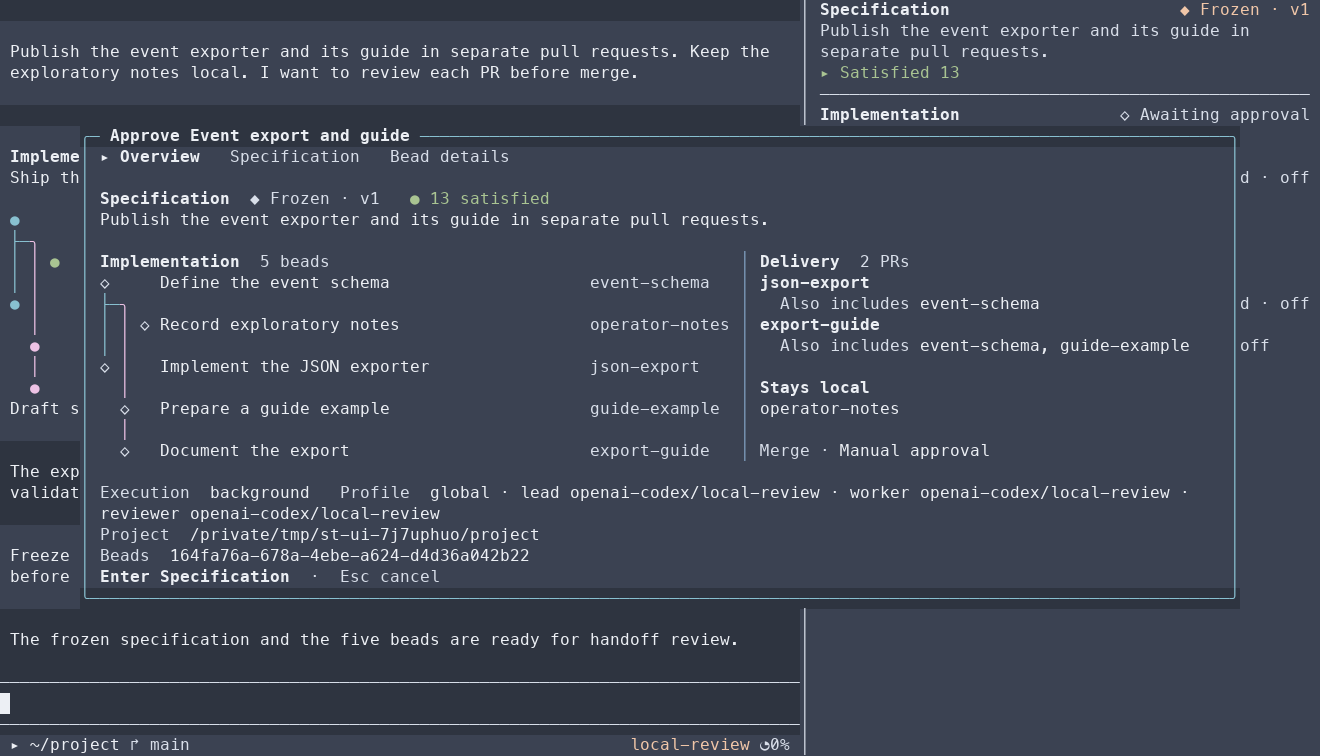 Publish the event exporter and its guide in separate pull requests. Keep the
exploratory notes local. I want to review each PR before merge.
Specification ◆ Frozen · v1
Publish the event exporter and its guide in
separate pull requests.
▸ Satisfied 13
Implementation ◇ Awaiting approval
Impleme
Ship th
d · off
d · off
off
Draft s
The exp
validat
Freeze
before
Approve Event export and guide
▸ Overview Specification Bead details
Specification ◆ Frozen · v1 ● 13 satisfied
Publish the event exporter and its guide in separate pull requests.
Implementation 5 beads
◇ Define the event schema event-schema
◇ Record exploratory notes operator-notes
◇ Implement the JSON exporter json-export
◇ Prepare a guide example guide-example
◇ Document the export export-guide
Delivery 2 PRs
json-export
Also includes event-schema
export-guide
Also includes event-schema, guide-example
Stays local
operator-notes
Merge · Manual approval
Execution background Profile global · lead openai-codex/local-review · worker openai-codex/local-review ·
reviewer openai-codex/local-review
Project /private/tmp/st-ui-7j7uphuo/project
Beads 164fa76a-678a-4ebe-a624-d4d36a042b22
Enter Specification · Esc cancel
The frozen specification and the five beads are ready for handoff review.
▸ ~/project ↱ main local-review ◔0%